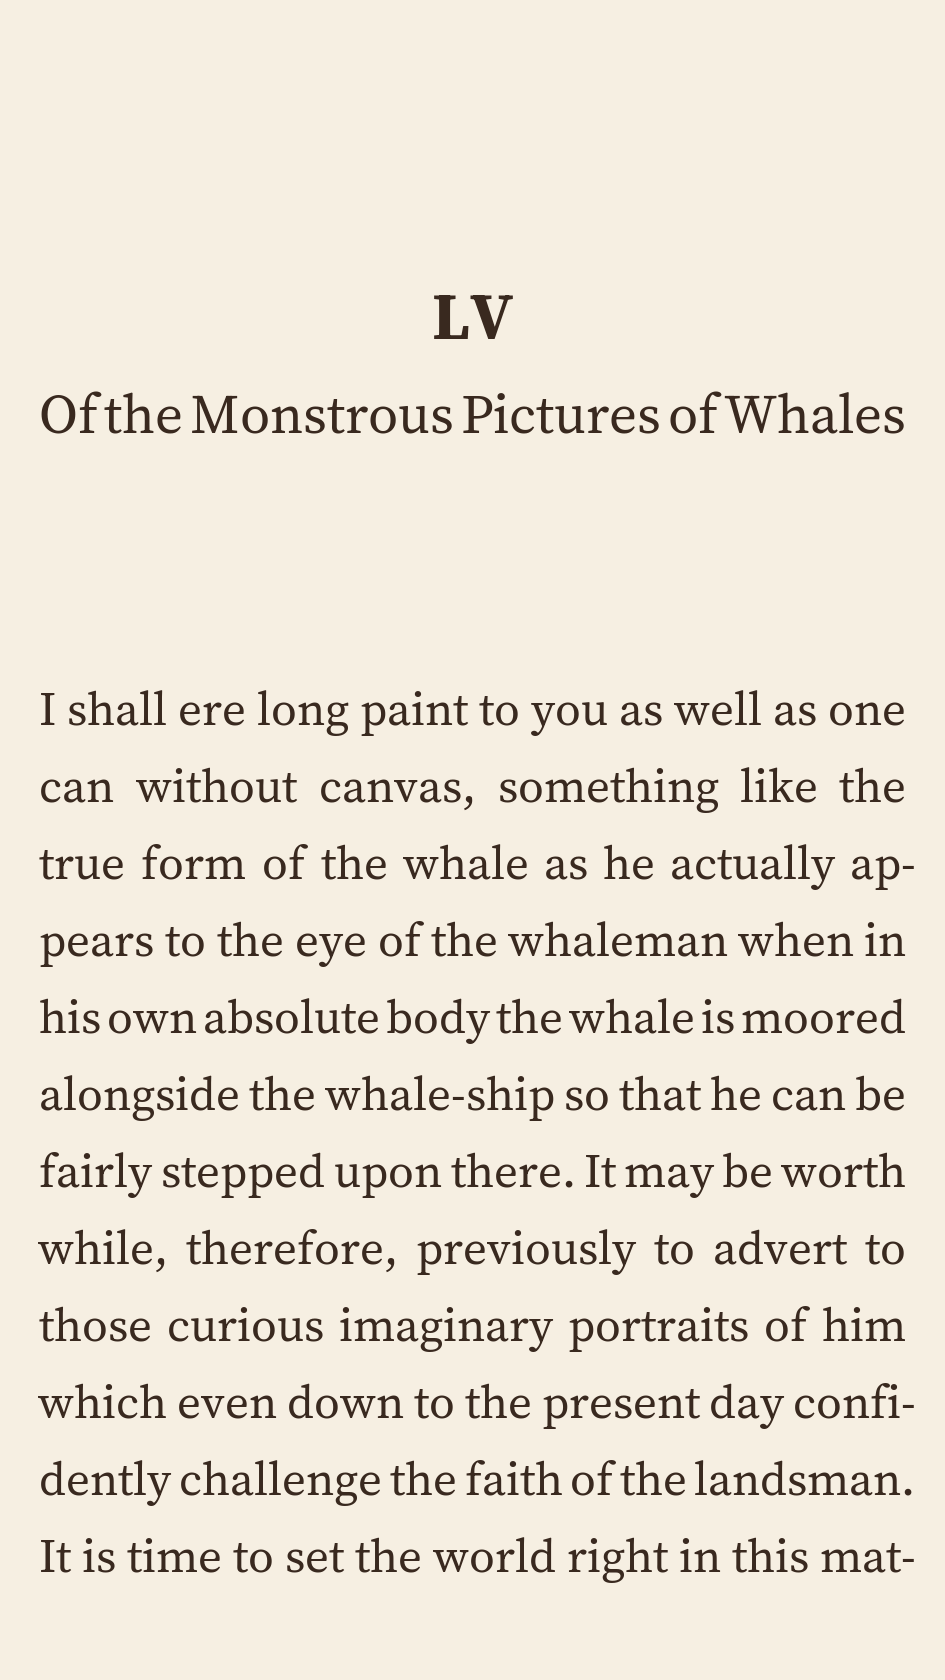 LV
Of the Monstrous Pictures of Whales
I shall ere long paint to you as well as one
can without canvas, something like the
true form of the whale as he actually ap-
pears to the eye of the whaleman when in
his own absolute body the whale is moored
alongside the whale-ship so that he can be
fairly stepped upon there. It may be worth
while, therefore, previously to advert to
those curious imaginary portraits of him
which even down to the present day confi-
dently challenge the faith of the landsman.
It is time to set the world right in this mat-